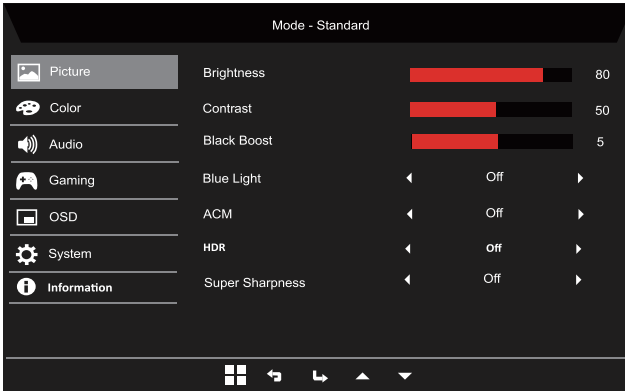 Mode - Standard
Picture
Brightness 80
Color
Contrast 50
Audio
Black Boost 5
Gaming
Blue Light Off
OSD
ACM Off
System
HDR Off
Information
Super Sharpness Off